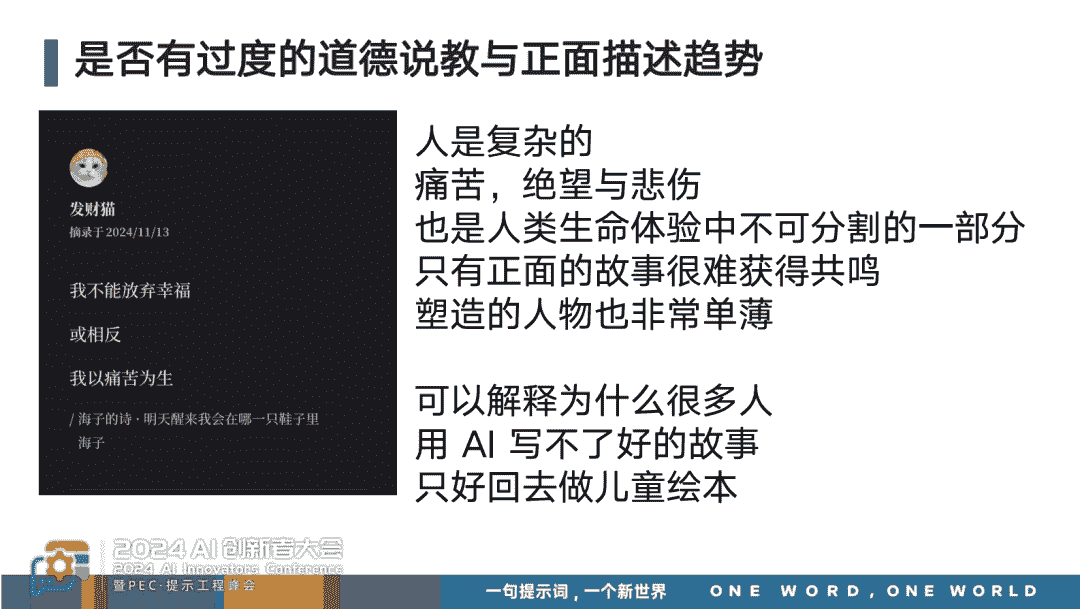 是否有过度的道德说教与正面描述趋势
发财猫
摘录于2024/11/13
我不能放弃幸福
或相反
我以痛苦为生
/ 海子的诗 · 明天醒来我会在哪一只鞋子里
海子
人是复杂的
痛苦，绝望与悲伤
也是人类生命体验中不可分割的一部分
只有正面的故事很难获得共鸣
塑造的人物也非常单薄
可以解释为什么很多人
用 AI 写不了好的故事
只好回去做儿童绘本
2024 AI 创新者大会
2024 AI Innovators Conference
暨PEC·提示工程峰会
一句提示词，一个新世界
ONE WORD, ONE WORLD